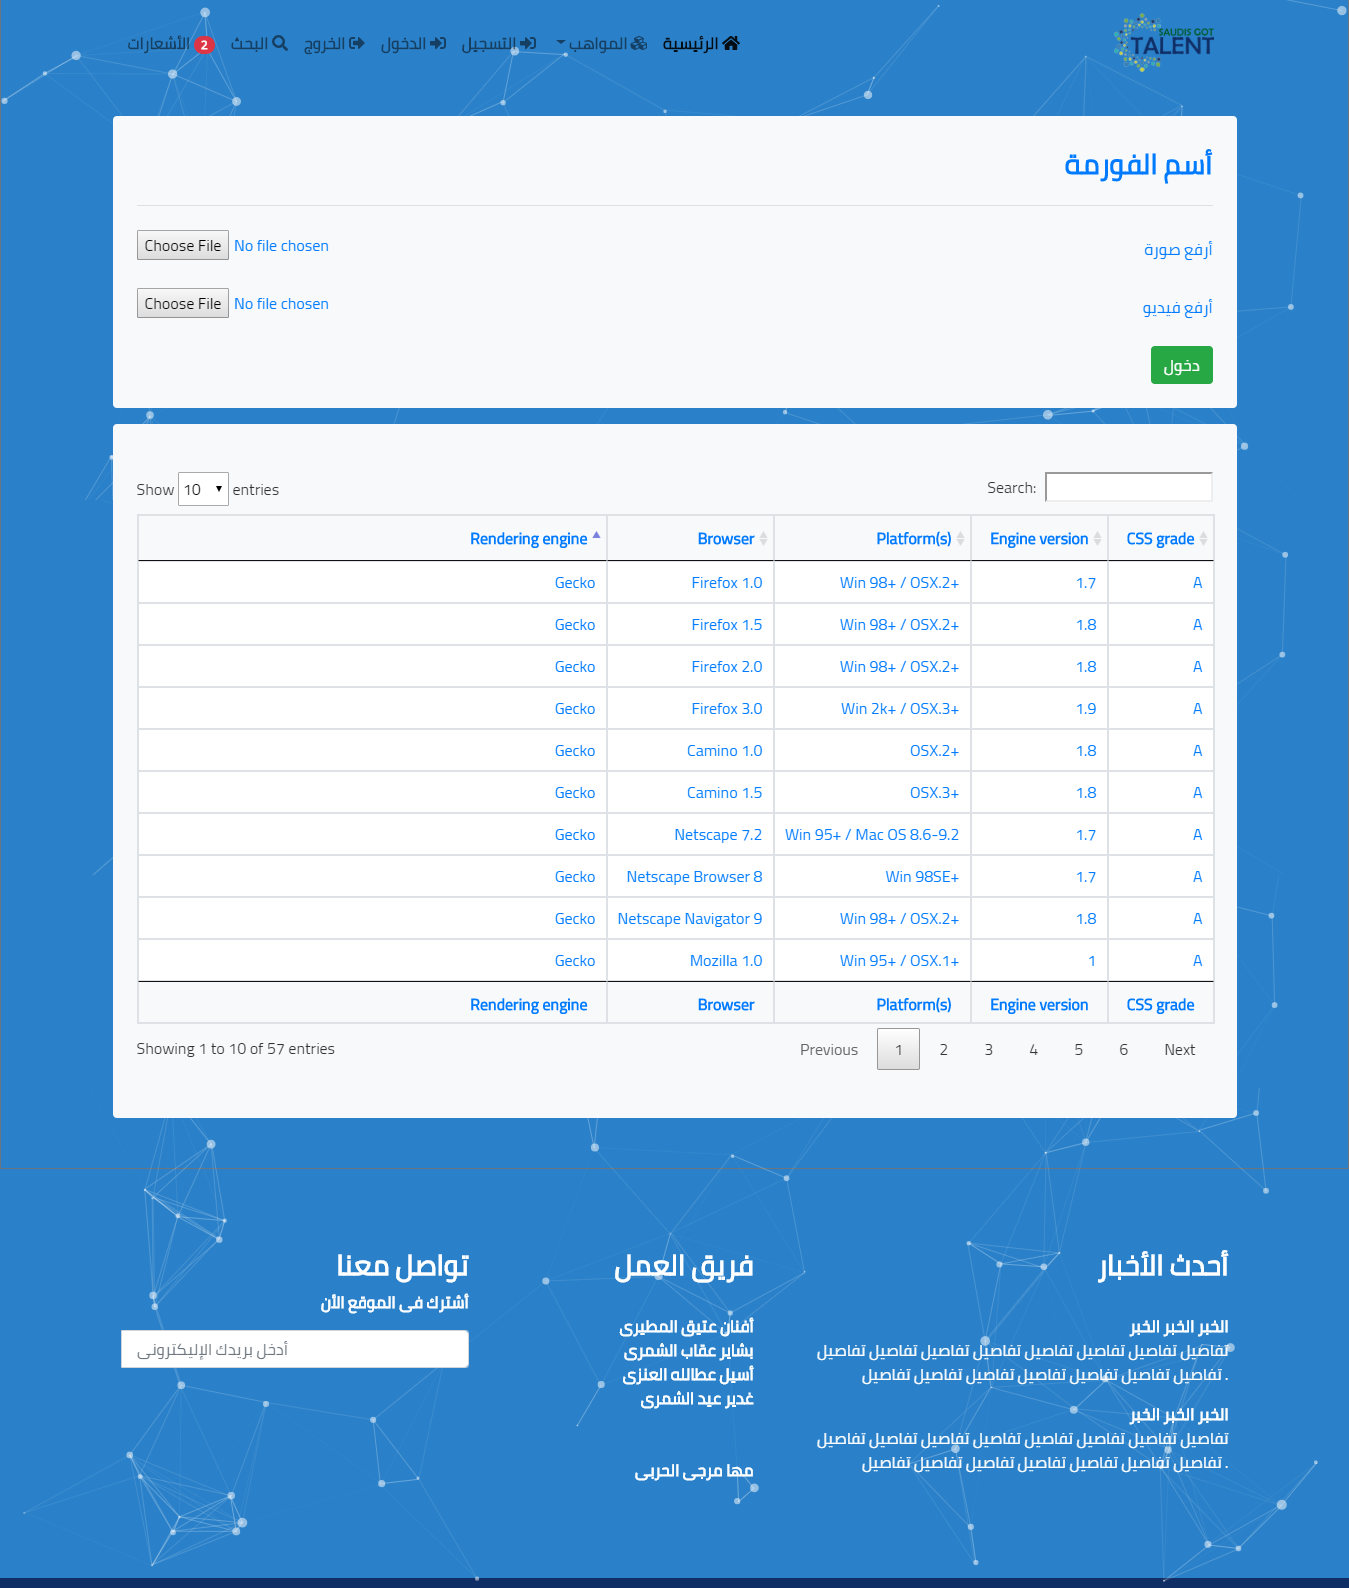 SAUDIS GOT
TALENT
الرئيسية المواهب التسجيل الدخول الخروج البحث 2 الأشعارات
أسم الفورمة
أرفع صورة Choose File No file chosen
أرفع فيديو Choose File No file chosen
دخول
Show 10 entries Search:
Rendering engine Browser Platform(s) Engine version CSS grade
Gecko Firefox 1.0 Win 98+ / OSX.2+ 1.7 A
Gecko Firefox 1.5 Win 98+ / OSX.2+ 1.8 A
Gecko Firefox 2.0 Win 98+ / OSX.2+ 1.8 A
Gecko Firefox 3.0 Win 2k+ / OSX.3+ 1.9 A
Gecko Camino 1.0 OSX.2+ 1.8 A
Gecko Camino 1.5 OSX.3+ 1.8 A
Gecko Netscape 7.2 Win 95+ / Mac OS 8.6-9.2 1.7 A
Gecko Netscape Browser 8 Win 98SE+ 1.7 A
Gecko Netscape Navigator 9 Win 98+ / OSX.2+ 1.8 A
Gecko Mozilla 1.0 Win 95+ / OSX.1+ 1 A
Rendering engine Browser Platform(s) Engine version CSS grade
Showing 1 to 10 of 57 entries Previous 1 2 3 4 5 6 Next
أحدث الأخبار
الخبر الخبر الخبر
تفاصيل تفاصيل تفاصيل تفاصيل تفاصيل تفاصيل تفاصيل تفاصيل
. تفاصيل تفاصيل تفاصيل تفاصيل تفاصيل تفاصيل تفاصيل
الخبر الخبر الخبر
تفاصيل تفاصيل تفاصيل تفاصيل تفاصيل تفاصيل تفاصيل تفاصيل
. تفاصيل تفاصيل تفاصيل تفاصيل تفاصيل تفاصيل تفاصيل
فريق العمل
أفنان عتيق المطيرى
بشاير عقاب الشمرى
أسيل عطالله العنزى
غدير عيد الشمرى
مها مرجى الحربى
تواصل معنا
أشترك فى الموقع الأن
أدخل بريدك الإليكترونى